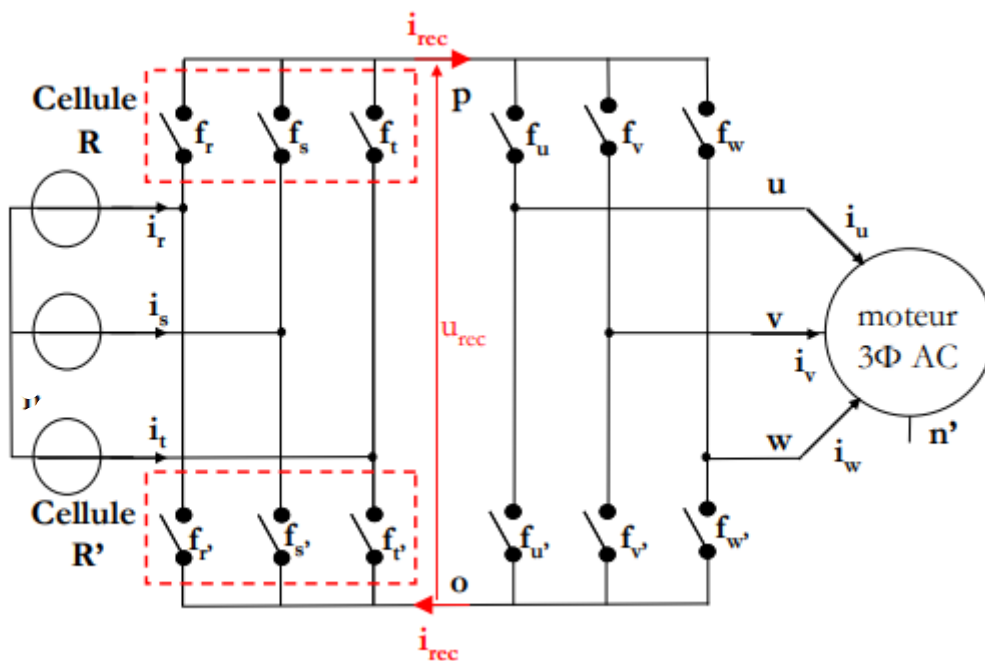 i_rec
Cellule
R
f_r
f_s
f_t
p
f_u
f_v
f_w
i_r
u
i_u
i_s
u_rec
v
i_v
moteur
3Φ AC
i_t
w
i_w
n’
Cellule
R’
f_r’
f_s’
f_t’
o
f_u’
f_v’
f_w’
i_rec